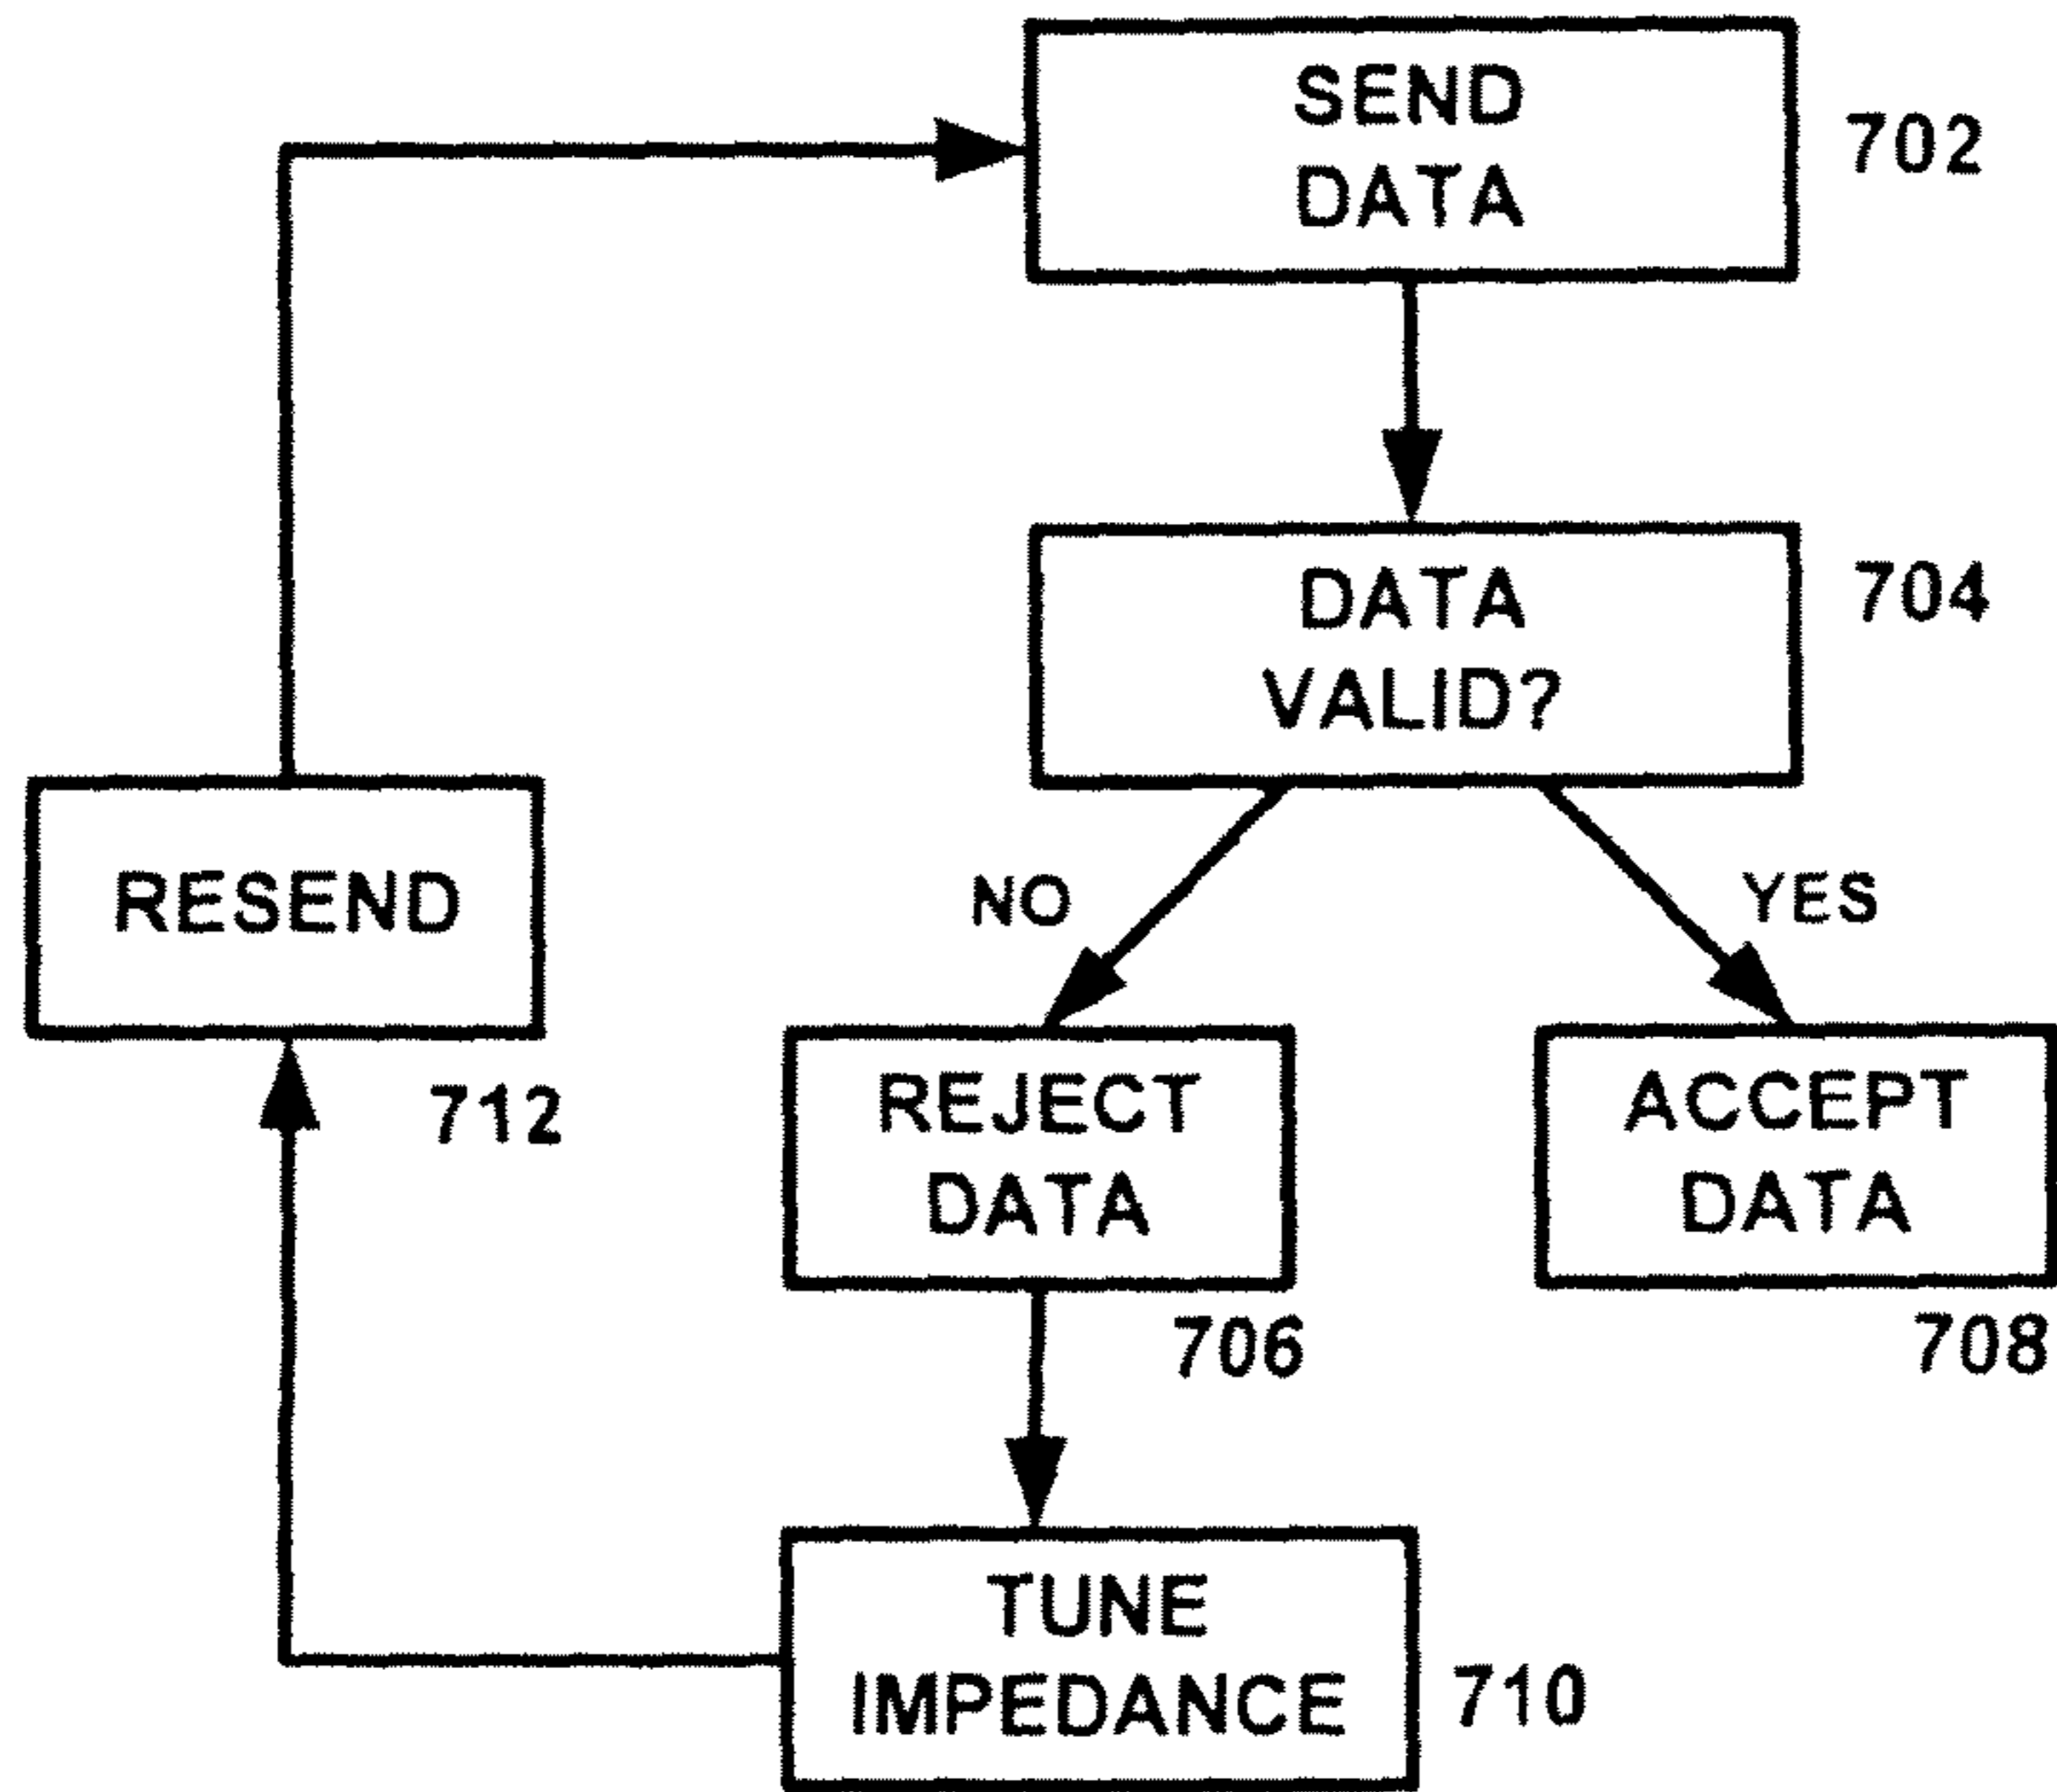 SEND
DATA
702
DATA
VALID?
704
NO
YES
RESEND
712
REJECT
DATA
706
ACCEPT
DATA
708
TUNE
IMPEDANCE
710